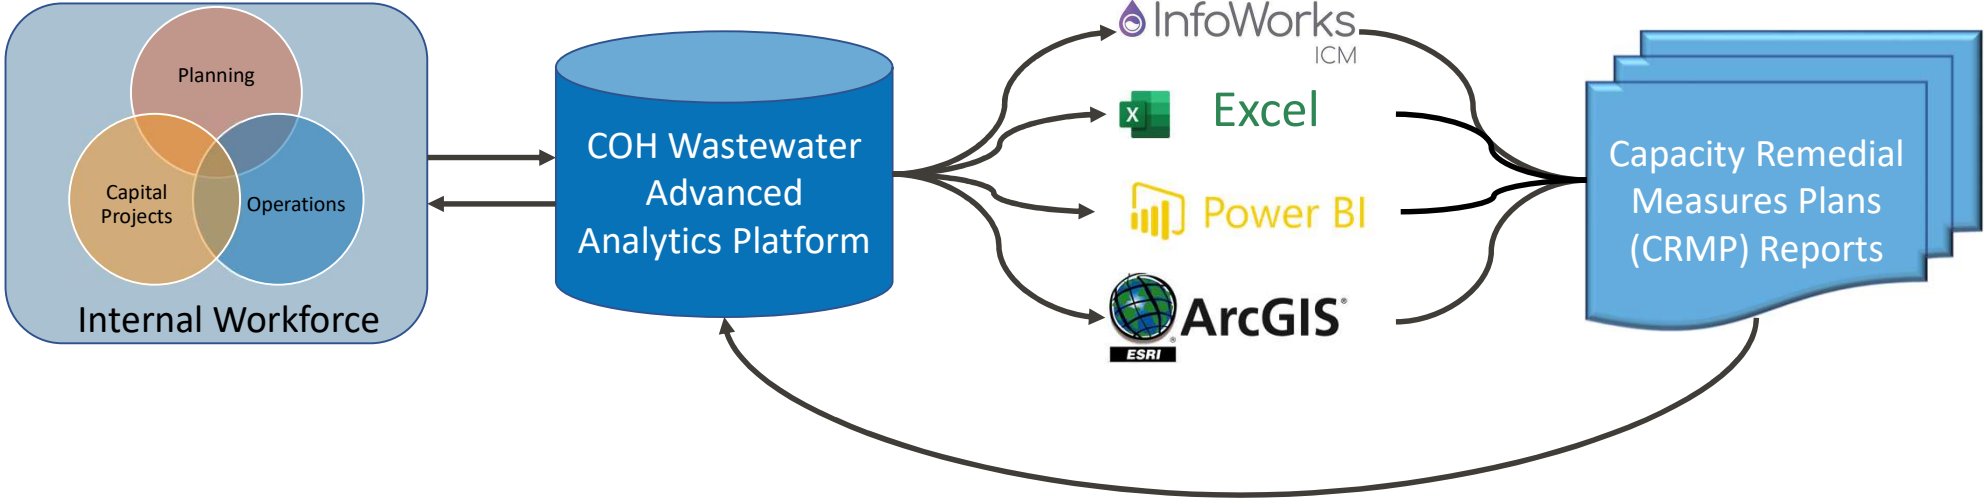 Planning
Capital
Projects
Operations
Internal Workforce
COH Wastewater
Advanced
Analytics Platform
InfoWorks
ICM
X
Excel
Power BI
ArcGIS®
®
ESRI
Capacity Remedial
Measures Plans
(CRMP) Reports